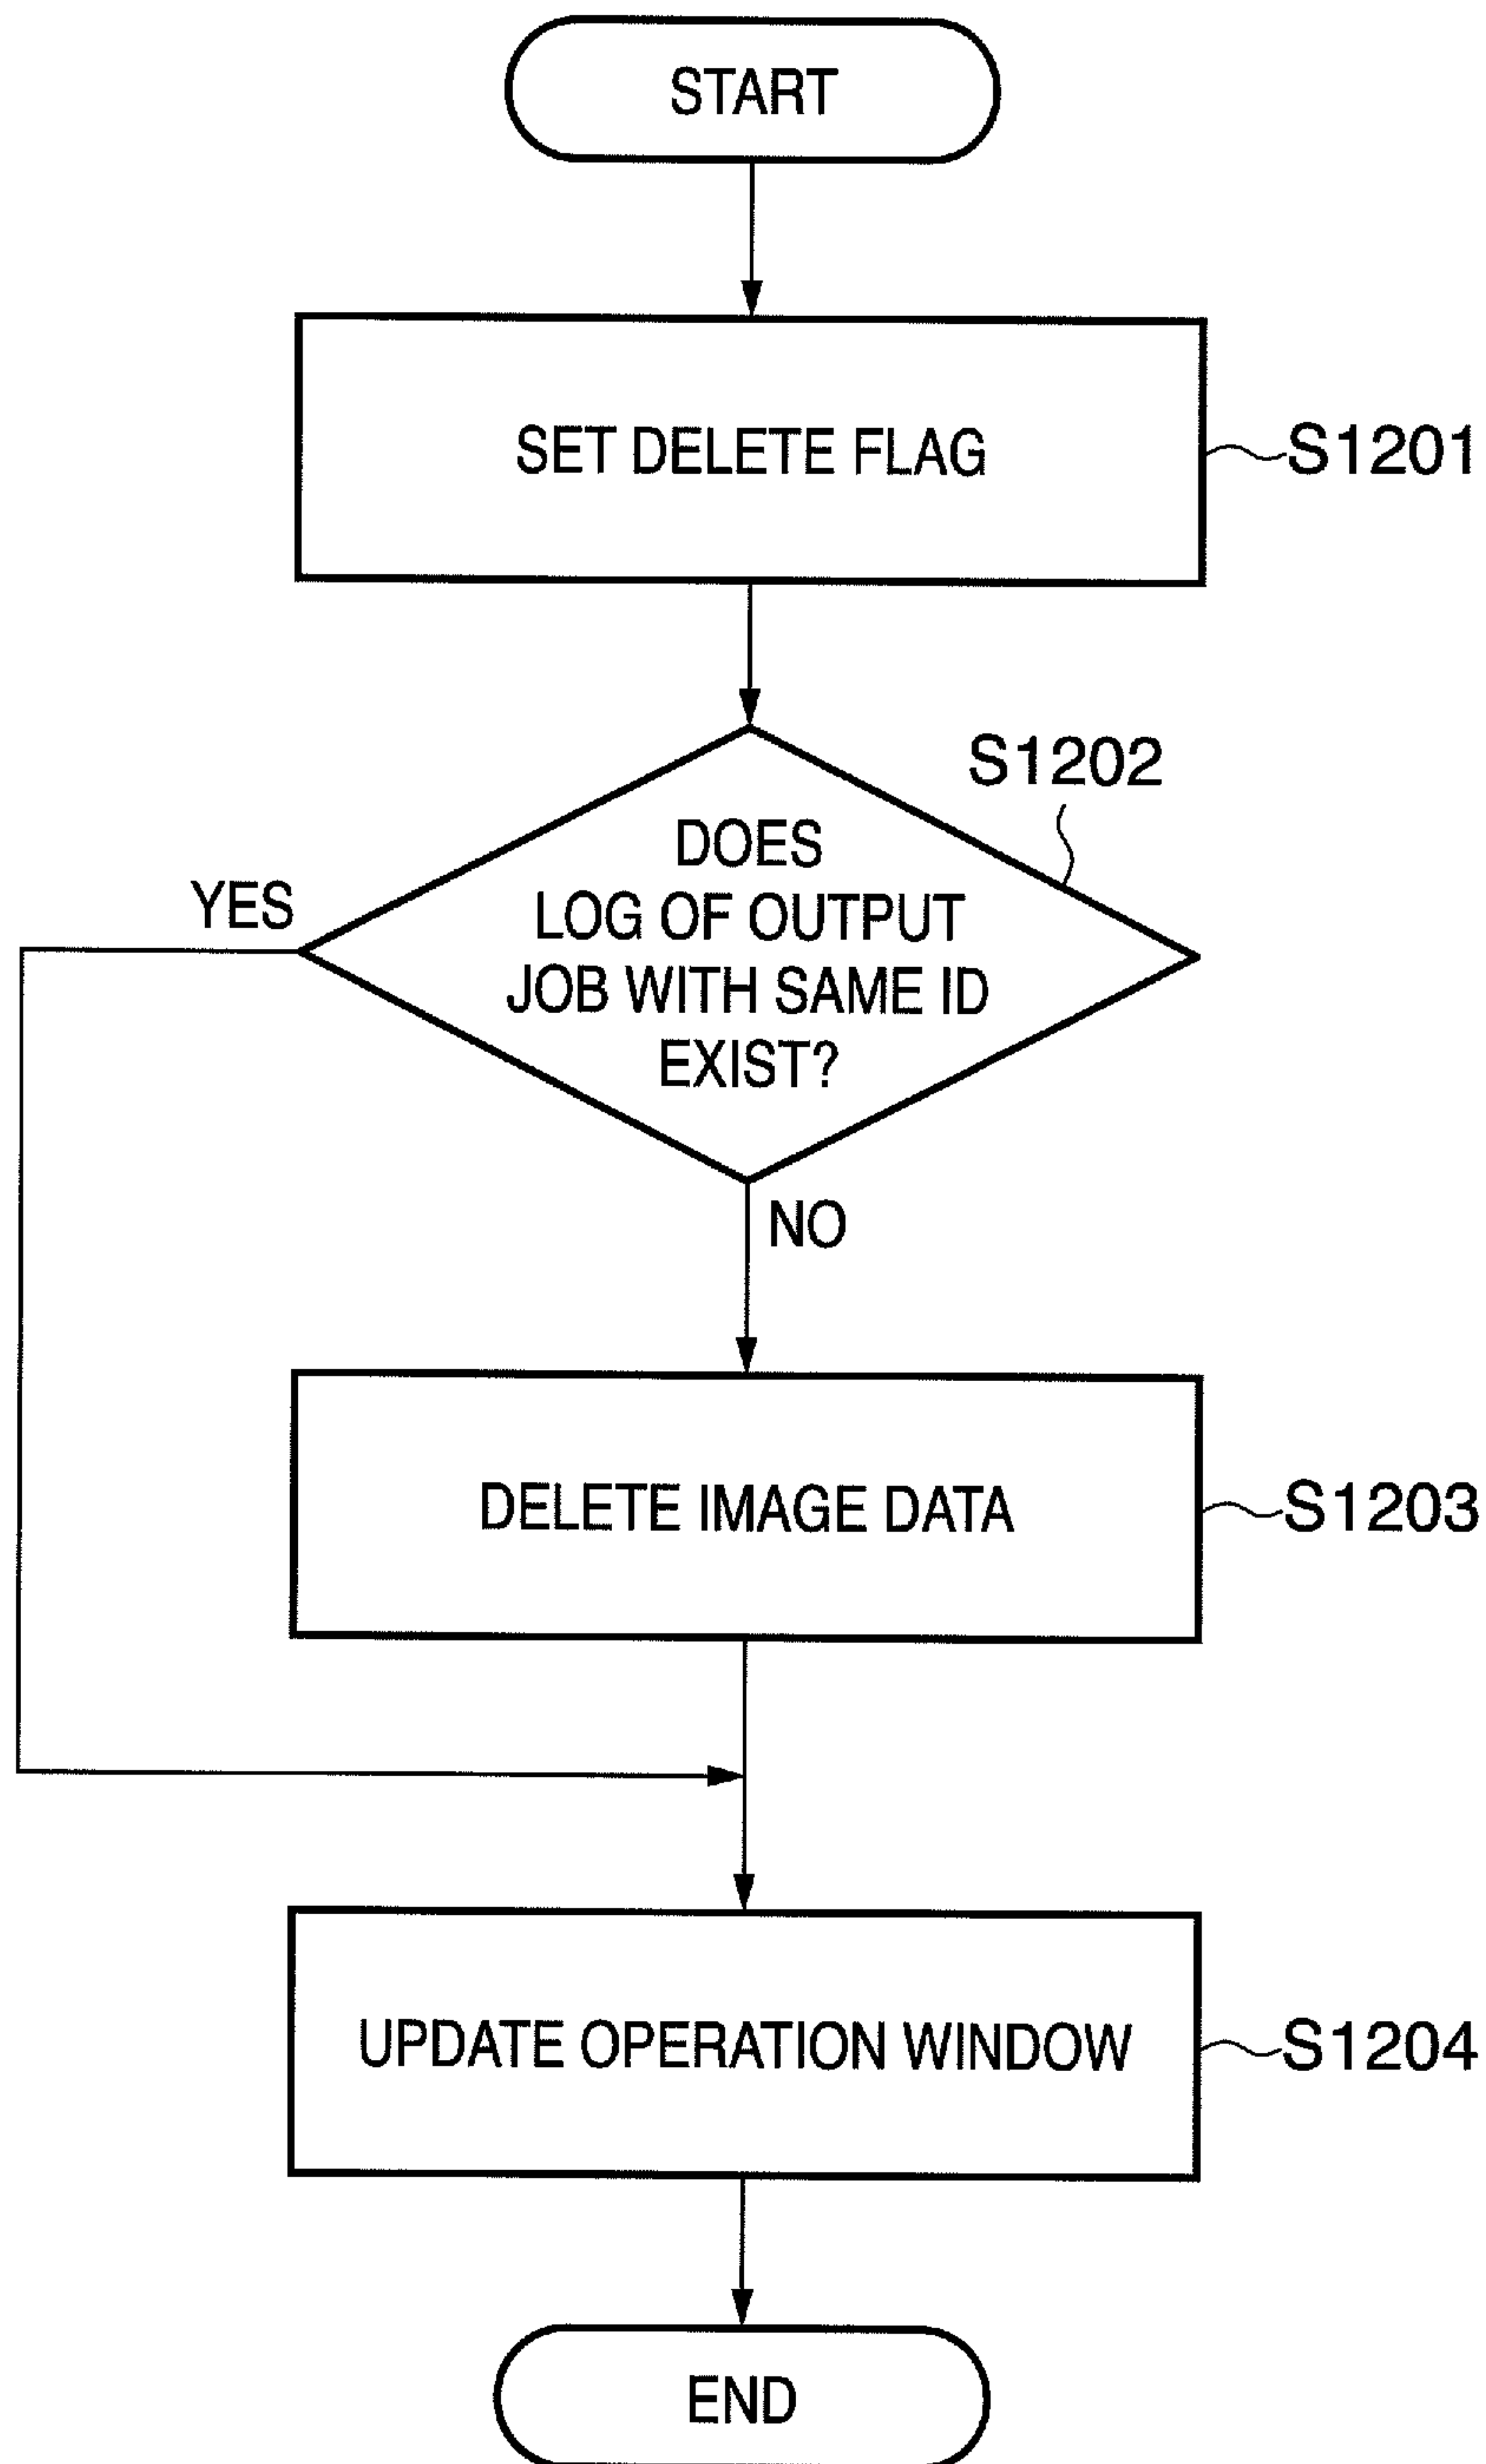 START
SET DELETE FLAG
S1201
S1202
DOES
LOG OF OUTPUT
JOB WITH SAME ID
EXIST?
YES
NO
DELETE IMAGE DATA
S1203
UPDATE OPERATION WINDOW
S1204
END